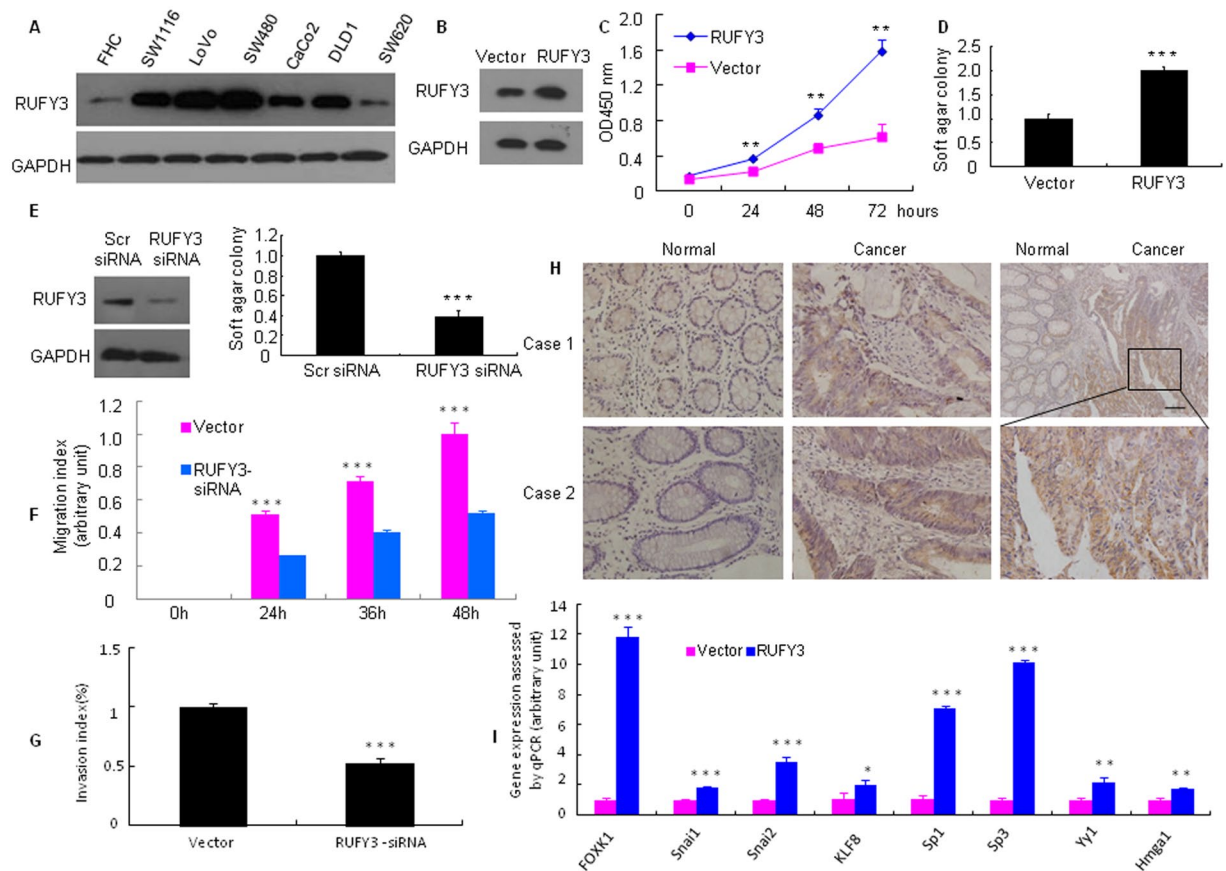 A
FHC
SW1116
LoVo
SW480
CaCo2
DLD1
SW620
RUFY3
GAPDH
B
Vector RUFY3
RUFY3
GAPDH
C
RUFY3
Vector
OD450 nm
2.0
1.6
1.2
0.8
0.4
0
**
**
**
0 24 48 72 hours
D
Soft agar colony
2.5
2.0
1.5
1.0
0.5
0
***
Vector RUFY3
E
Scr RUFY3
siRNA siRNA
RUFY3
GAPDH
Soft agar colony
1.2
1.0
0.8
0.6
0.4
0.2
0
***
Scr siRNA RUFY3 siRNA
F
Migration index
(arbitrary unit)
1.2
1.0
0.8
0.6
0.4
0.2
0
Vector
RUFY3-
siRNA
***
***
***
0h 24h 36h 48h
G
Invasion index(%)
1.5
1
0.5
0
***
Vector RUFY3 -siRNA
H
Normal Cancer Normal Cancer
Case 1
Case 2
I
Gene expression assessed
by qPCR (arbitrary unit)
14
12
10
8
6
4
2
0
Vector RUFY3
***
***
***
*
***
***
**
**
FOXK1
Snai1
Snai2
KLF8
Sp1
Sp3
Yy1
Hmga1